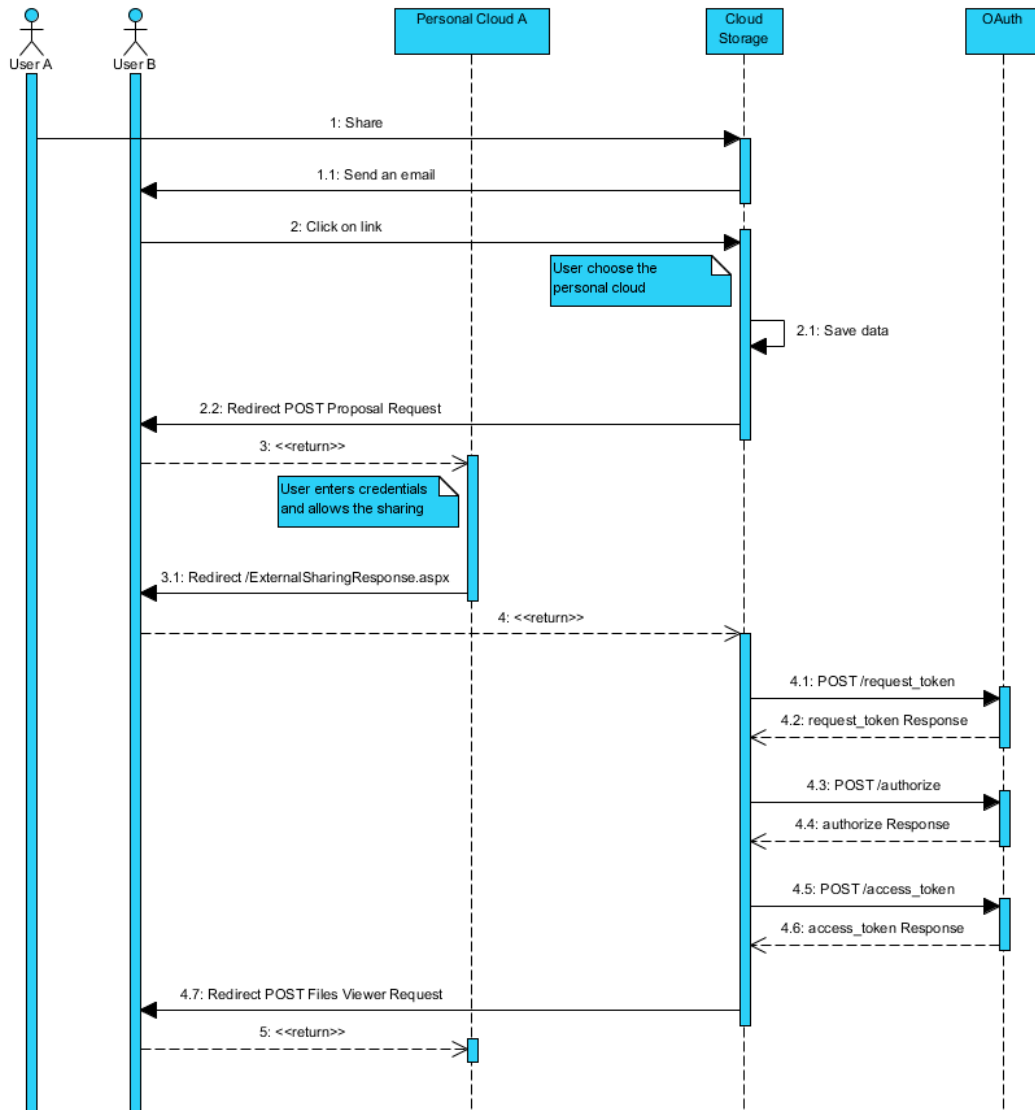 User A
User B
Personal Cloud A
Cloud
Storage
OAuth
1: Share
1.1: Send an email
2: Click on link
User choose the
personal cloud
2.1: Save data
2.2: Redirect POST Proposal Request
3: <<return>>
User enters credentials
and allows the sharing
3.1: Redirect /ExternalSharingResponse.aspx
4: <<return>>
4.1: POST /request_token
4.2: request_token Response
4.3: POST /authorize
4.4: authorize Response
4.5: POST /access_token
4.6: access_token Response
4.7: Redirect POST Files Viewer Request
5: <<return>>